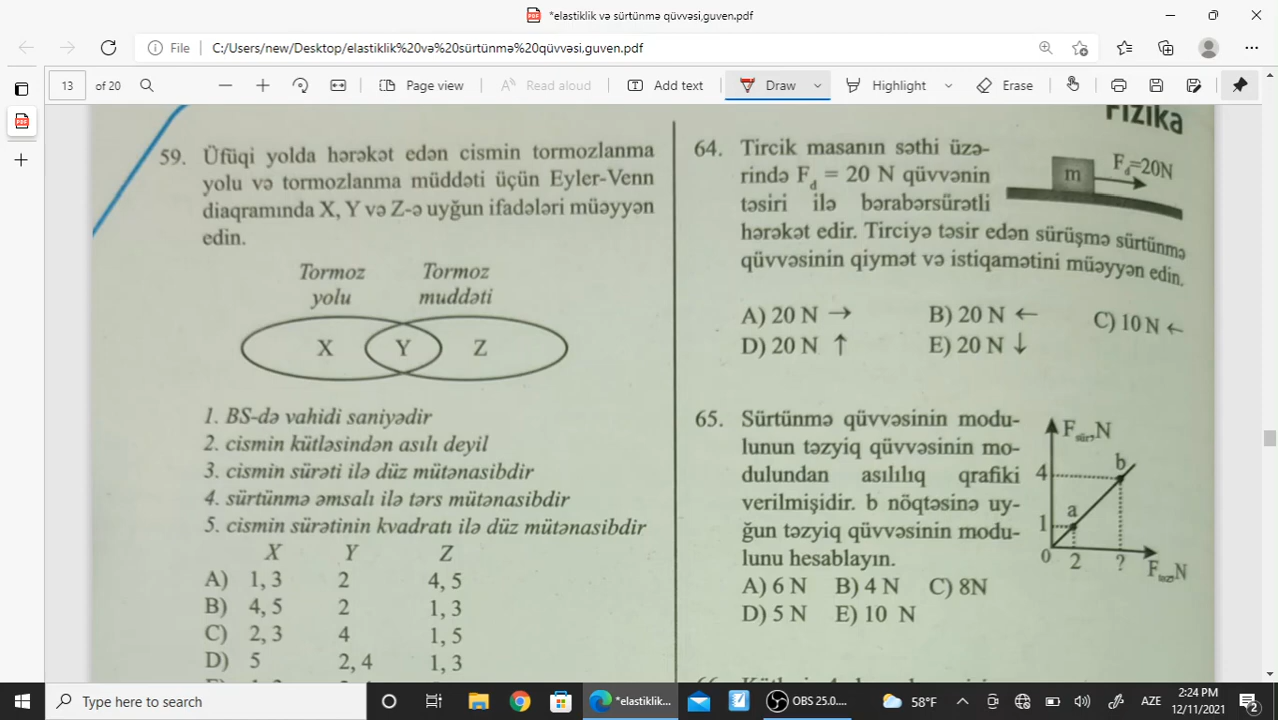 *elastiklik və sürtünmə qüvvəsi,guven.pdf
File
C:/Users/new/Desktop/elastiklik%20və%20sürtünmə%20qüvvəsi.guven.pdf
13 of 20
Page view
Read aloud
Add text
Draw
Highlight
Erase
Fizika
59. Üfüqi yolda hərəkət edən cismin tormozlanma
yolu və tormozlanma müddəti üçün Eyler-Venn
diaqramında X, Y və Z-ə uyğun ifadələri müəyyən
edin.
Tormoz yolu
Tormoz muddəti
X Y Z
1. BS-də vahidi saniyədir
2. cismin kütləsindən asılı deyil
3. cismin sürəti ilə düz mütənasibdir
4. sürtünmə əmsalı ilə tərs mütənasibdir
5. cismin sürətinin kvadratı ilə düz mütənasibdir
X Y Z
A) 1, 3 2 4, 5
B) 4, 5 2 1, 3
C) 2, 3 4 1, 5
D) 5 2, 4 1, 3
64. Tircik masanın səthi üzə-
rində Fd = 20 N qüvvənin
təsiri ilə bərabərsürətli
hərəkət edir. Tirciyə təsir edən sürüşmə sürtünmə
qüvvəsinin qiymət və istiqamətini müəyyən edin.
m
Fd=20N
A) 20 N → B) 20 N ← C) 10 N ←
D) 20 N ↑ E) 20 N ↓
65. Sürtünmə qüvvəsinin modu-
lunun təzyiq qüvvəsinin mo-
dulundan asılılıq qrafiki
verilmişidir. b nöqtəsinə uy-
ğun təzyiq qüvvəsinin modu-
lunu hesablayın.
Fsür,N
4
b
a
1
0 2 ?
Ftəz,N
A) 6 N B) 4 N C) 8N
D) 5 N E) 10 N
Type here to search
*elastiklik...
OBS 25.0....
58°F
AZE
2:24 PM
12/11/2021
2